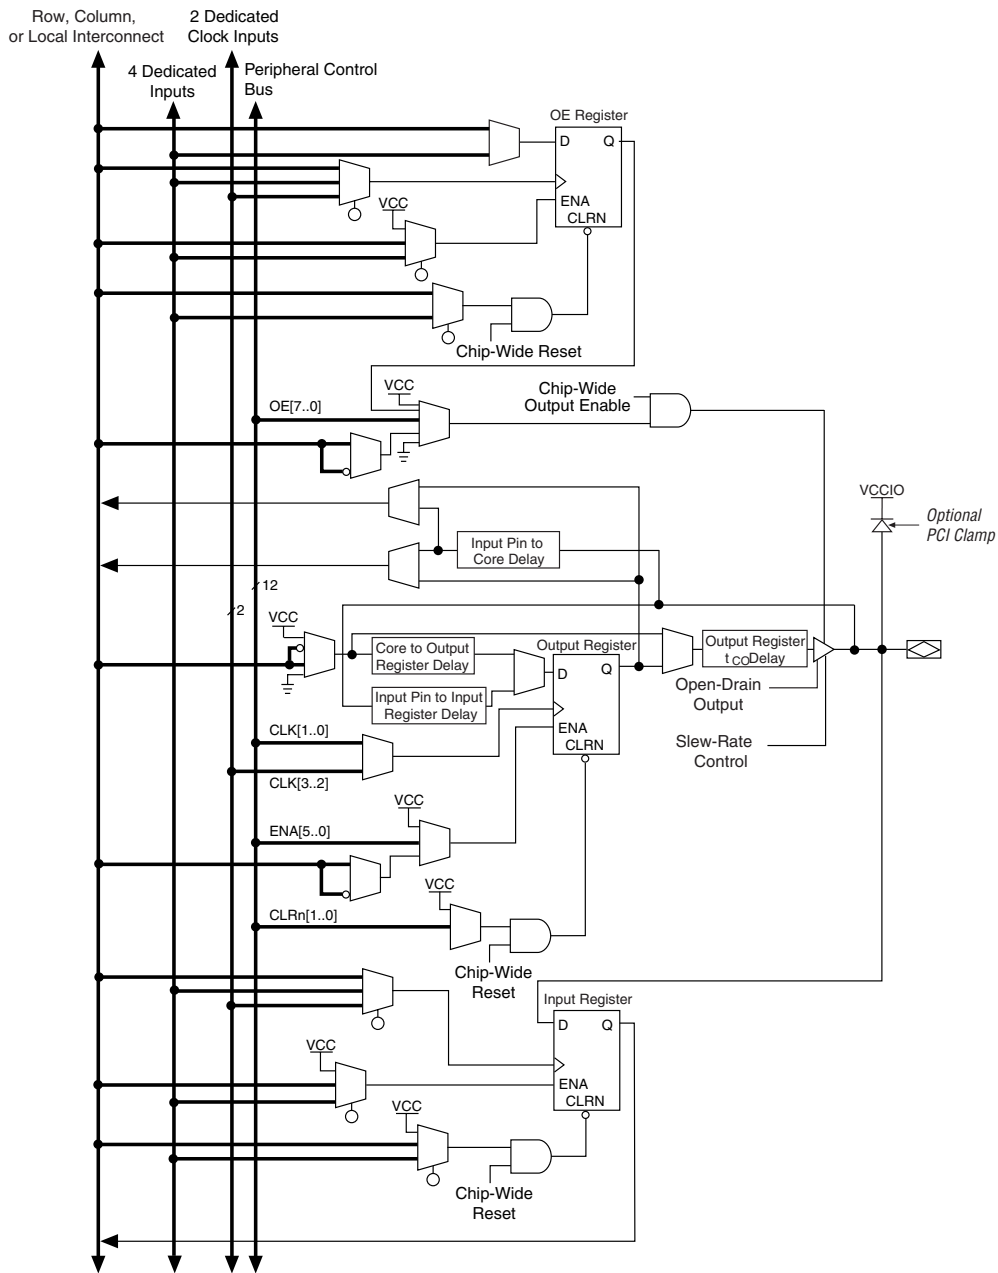 Row, Column,
or Local Interconnect
2 Dedicated
Clock Inputs
4 Dedicated
Inputs
Peripheral Control
Bus
OE Register
D
Q
ENA
CLRN
VCC
Chip-Wide Reset
VCC
OE[7..0]
Chip-Wide
Output Enable
VCCIO
Optional
PCI Clamp
Input Pin to
Core Delay
12
2
VCC
Core to Output
Register Delay
Input Pin to Input
Register Delay
Output Register
D
Q
ENA
CLRN
Output Register
t CO Delay
Open-Drain
Output
Slew-Rate
Control
CLK[1..0]
CLK[3..2]
VCC
ENA[5..0]
VCC
CLRn[1..0]
Chip-Wide
Reset
Input Register
D
Q
ENA
CLRN
VCC
VCC
Chip-Wide
Reset